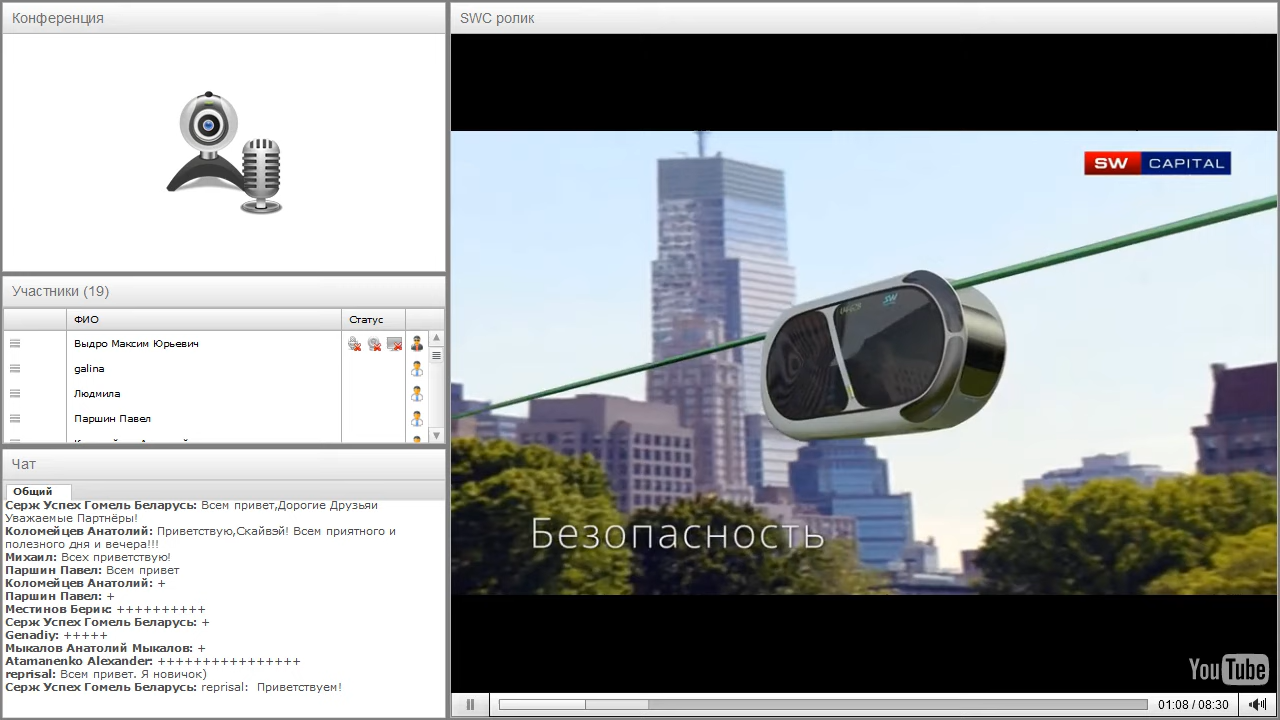 Конференция
Участники (19)
ФИО Статус
Выдро Максим Юрьевич
galina
Людмила
Паршин Павел
Чат
Общий
Серж Успех Гомель Беларусь: Всем привет,Дорогие Друзьяи
Уважаемые Партнёры!
Коломейцев Анатолий: Приветствую,Скайвэй! Всем приятного и
полезного дня и вечера!!!
Михаил: Всех приветствую!
Паршин Павел: Всем привет
Коломейцев Анатолий: +
Паршин Павел: +
Местинов Берик: ++++++++++
Серж Успех Гомель Беларусь: +
Genadiy: +++++
Мыкалов Анатолий Мыкалов: +
Atamanenko Alexander: ++++++++++++++++
reprisal: Всем привет. Я новичок)
Серж Успех Гомель Беларусь: reprisal: Приветствуем!
SWC ролик
SW CAPITAL
SW
Безопасность
YouTube
01:08 / 08:30